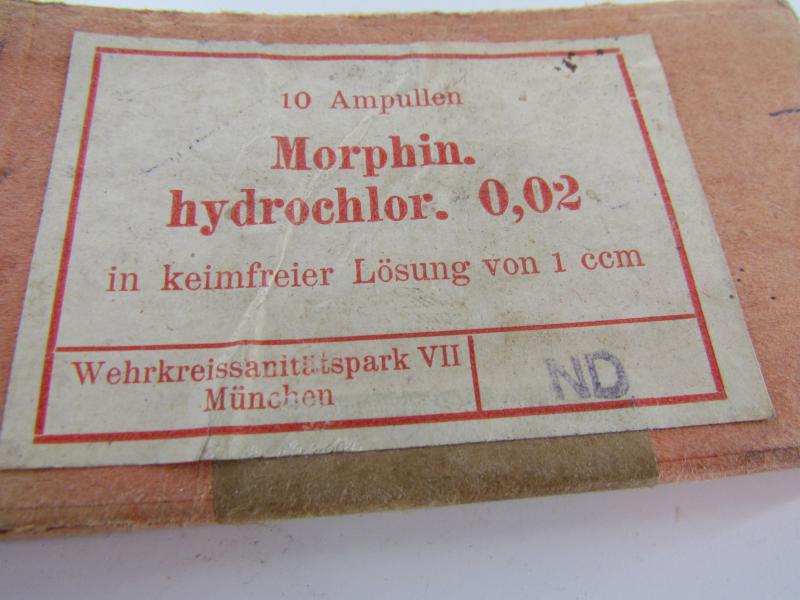 10 Ampullen
Morphin.
hydrochlor. 0,02
in keimfreier Lösung von 1 ccm
Wehrkreissanitätspark VII
München
ND